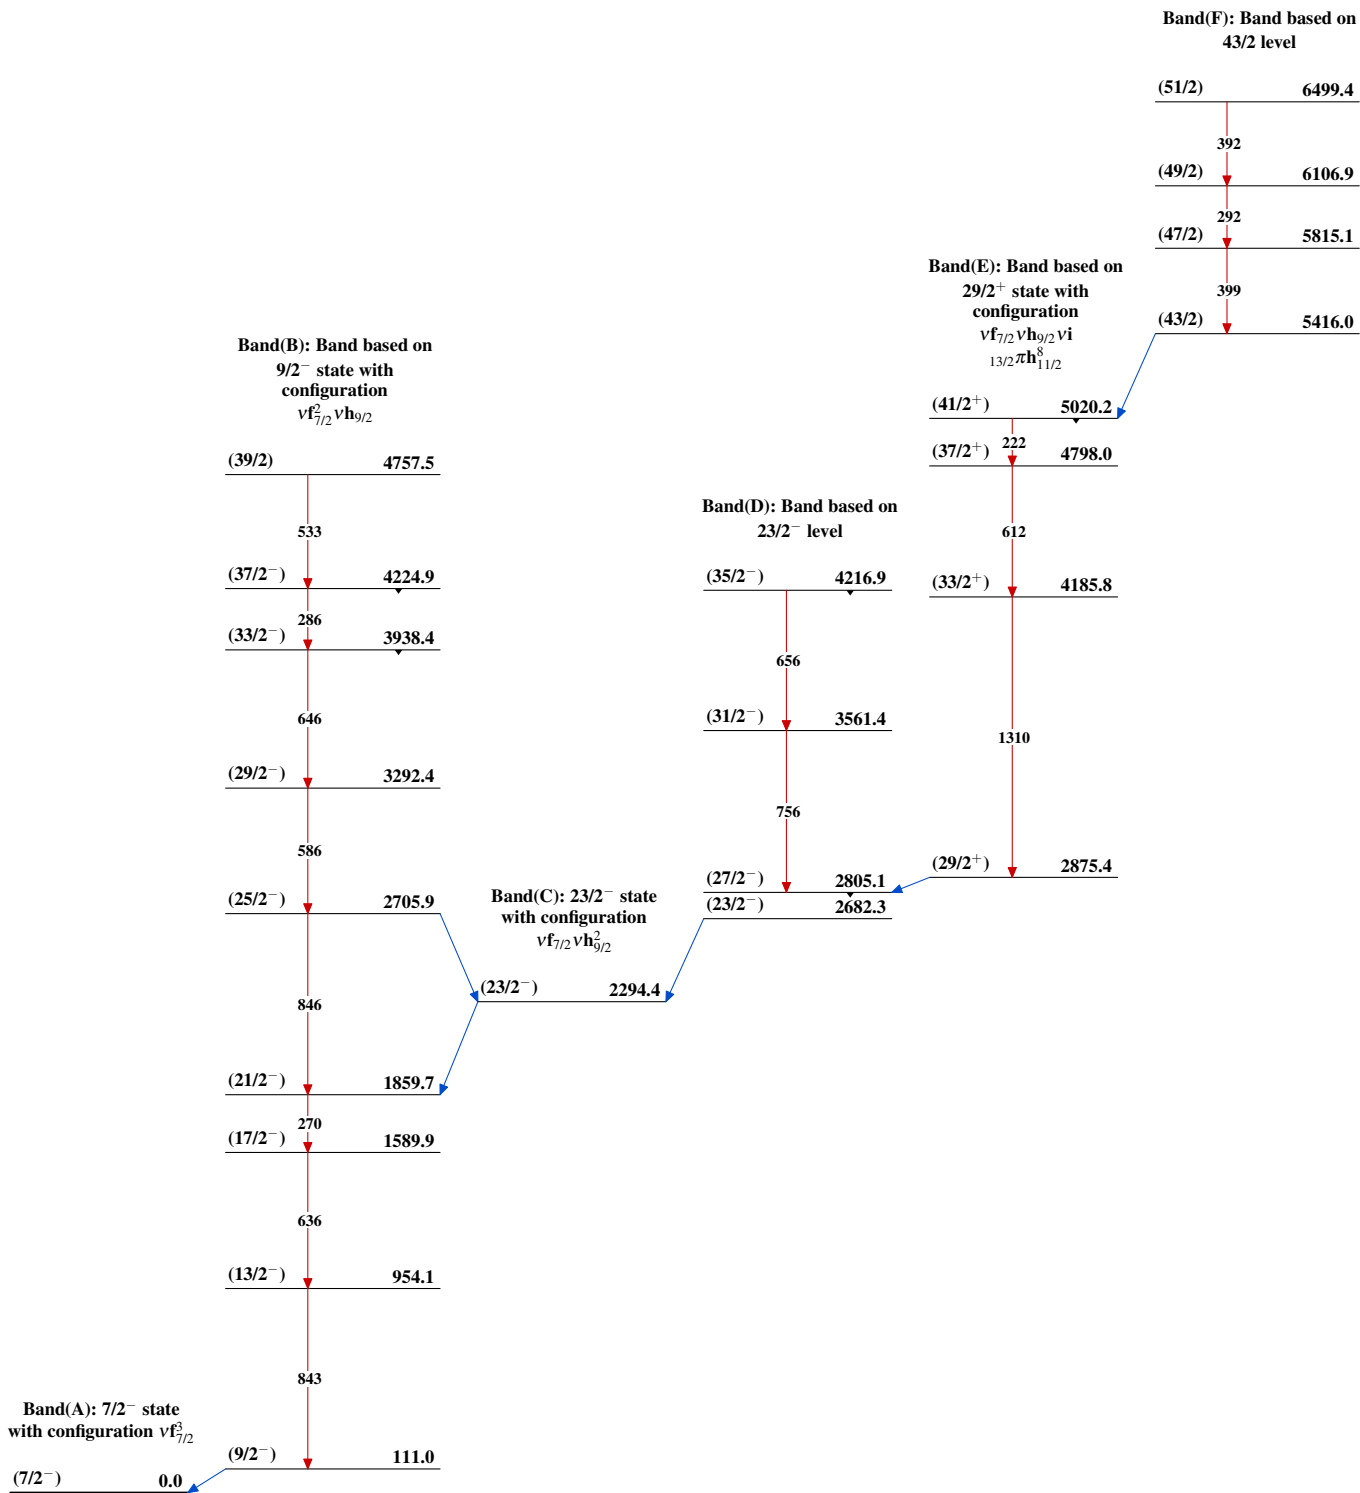 Band(A): 7/2⁻ state
with configuration νf³₇/₂
(7/2⁻) 0.0
Band(B): Band based on
9/2⁻ state with
configuration
νf²₇/₂νh₉/₂
(39/2) 4757.5
533
(37/2⁻) 4224.9
286
(33/2⁻) 3938.4
646
(29/2⁻) 3292.4
586
(25/2⁻) 2705.9
846
(21/2⁻) 1859.7
270
(17/2⁻) 1589.9
636
(13/2⁻) 954.1
843
(9/2⁻) 111.0
Band(C): 23/2⁻ state
with configuration
νf₇/₂νh²₉/₂
(23/2⁻) 2294.4
Band(D): Band based on
23/2⁻ level
(35/2⁻) 4216.9
656
(31/2⁻) 3561.4
756
(27/2⁻) 2805.1
(23/2⁻) 2682.3
Band(E): Band based on
29/2⁺ state with
configuration
νf₇/₂νh₉/₂νi
₁₃/₂πh⁸₁₁/₂
(41/2⁺) 5020.2
222
(37/2⁺) 4798.0
612
(33/2⁺) 4185.8
1310
(29/2⁺) 2875.4
Band(F): Band based on
43/2 level
(51/2) 6499.4
392
(49/2) 6106.9
292
(47/2) 5815.1
399
(43/2) 5416.0